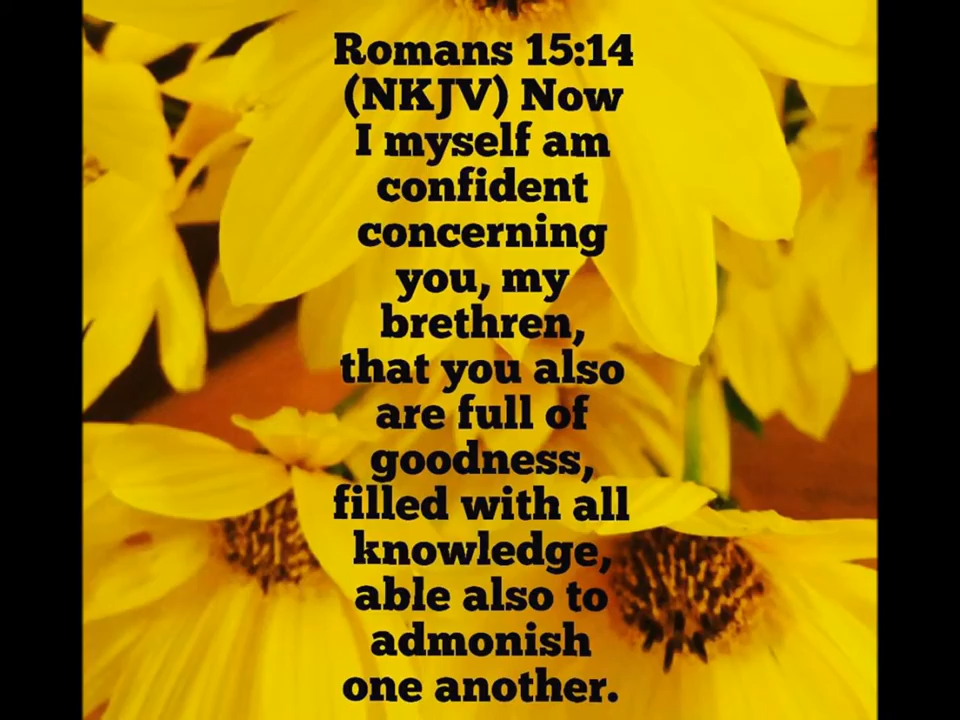 Romans 15:14
(NKJV) Now
I myself am
confident
concerning
you, my
brethren,
that you also
are full of
goodness,
filled with all
knowledge,
able also to
admonish
one another.